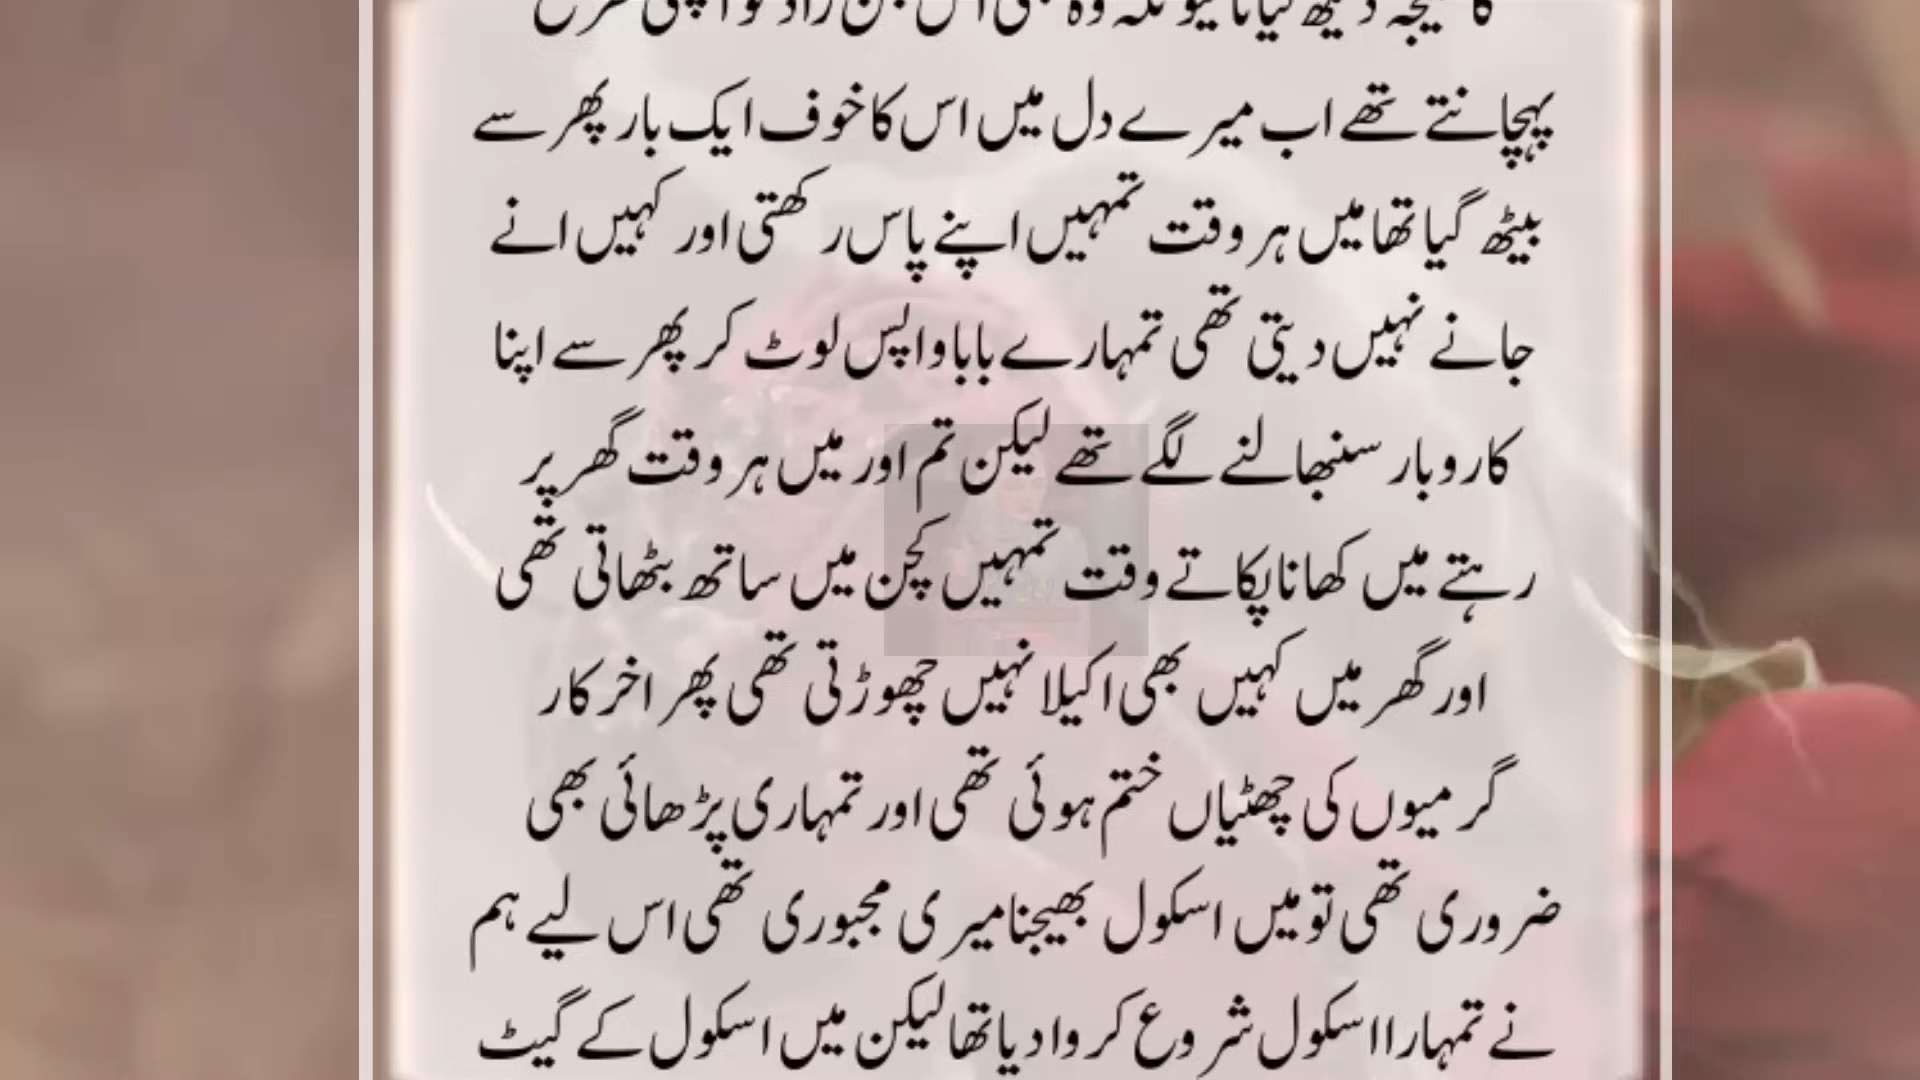 پہچانتے تھے اب میرے دل میں اس کا خوف ایک بار پھر سے
بیٹھ گیا تھا میں ہر وقت تمہیں اپنے پاس رکھتی اور کہیں انے
جانے نہیں دیتی تھی تمہارے بابا واپس لوٹ کر پھر سے اپنا
کاروبار سنبھالنے لگے تھے لیکن تم اور میں ہر وقت گھر پر
رہتے میں کھانا پکاتے وقت تمہیں کچن میں ساتھ بٹھاتی تھی
اور گھر میں کہیں بھی اکیلا نہیں چھوڑتی تھی پھر اخر کار
گرمیوں کی چھٹیاں ختم ہوئی تھی اور تمہاری پڑھائی بھی
ضروری تھی تو میں اسکول بھیجنا میری مجبوری تھی اس لیے ہم
نے تمہارا اسکول شروع کروا دیا تھا لیکن میں اسکول کے گیٹ